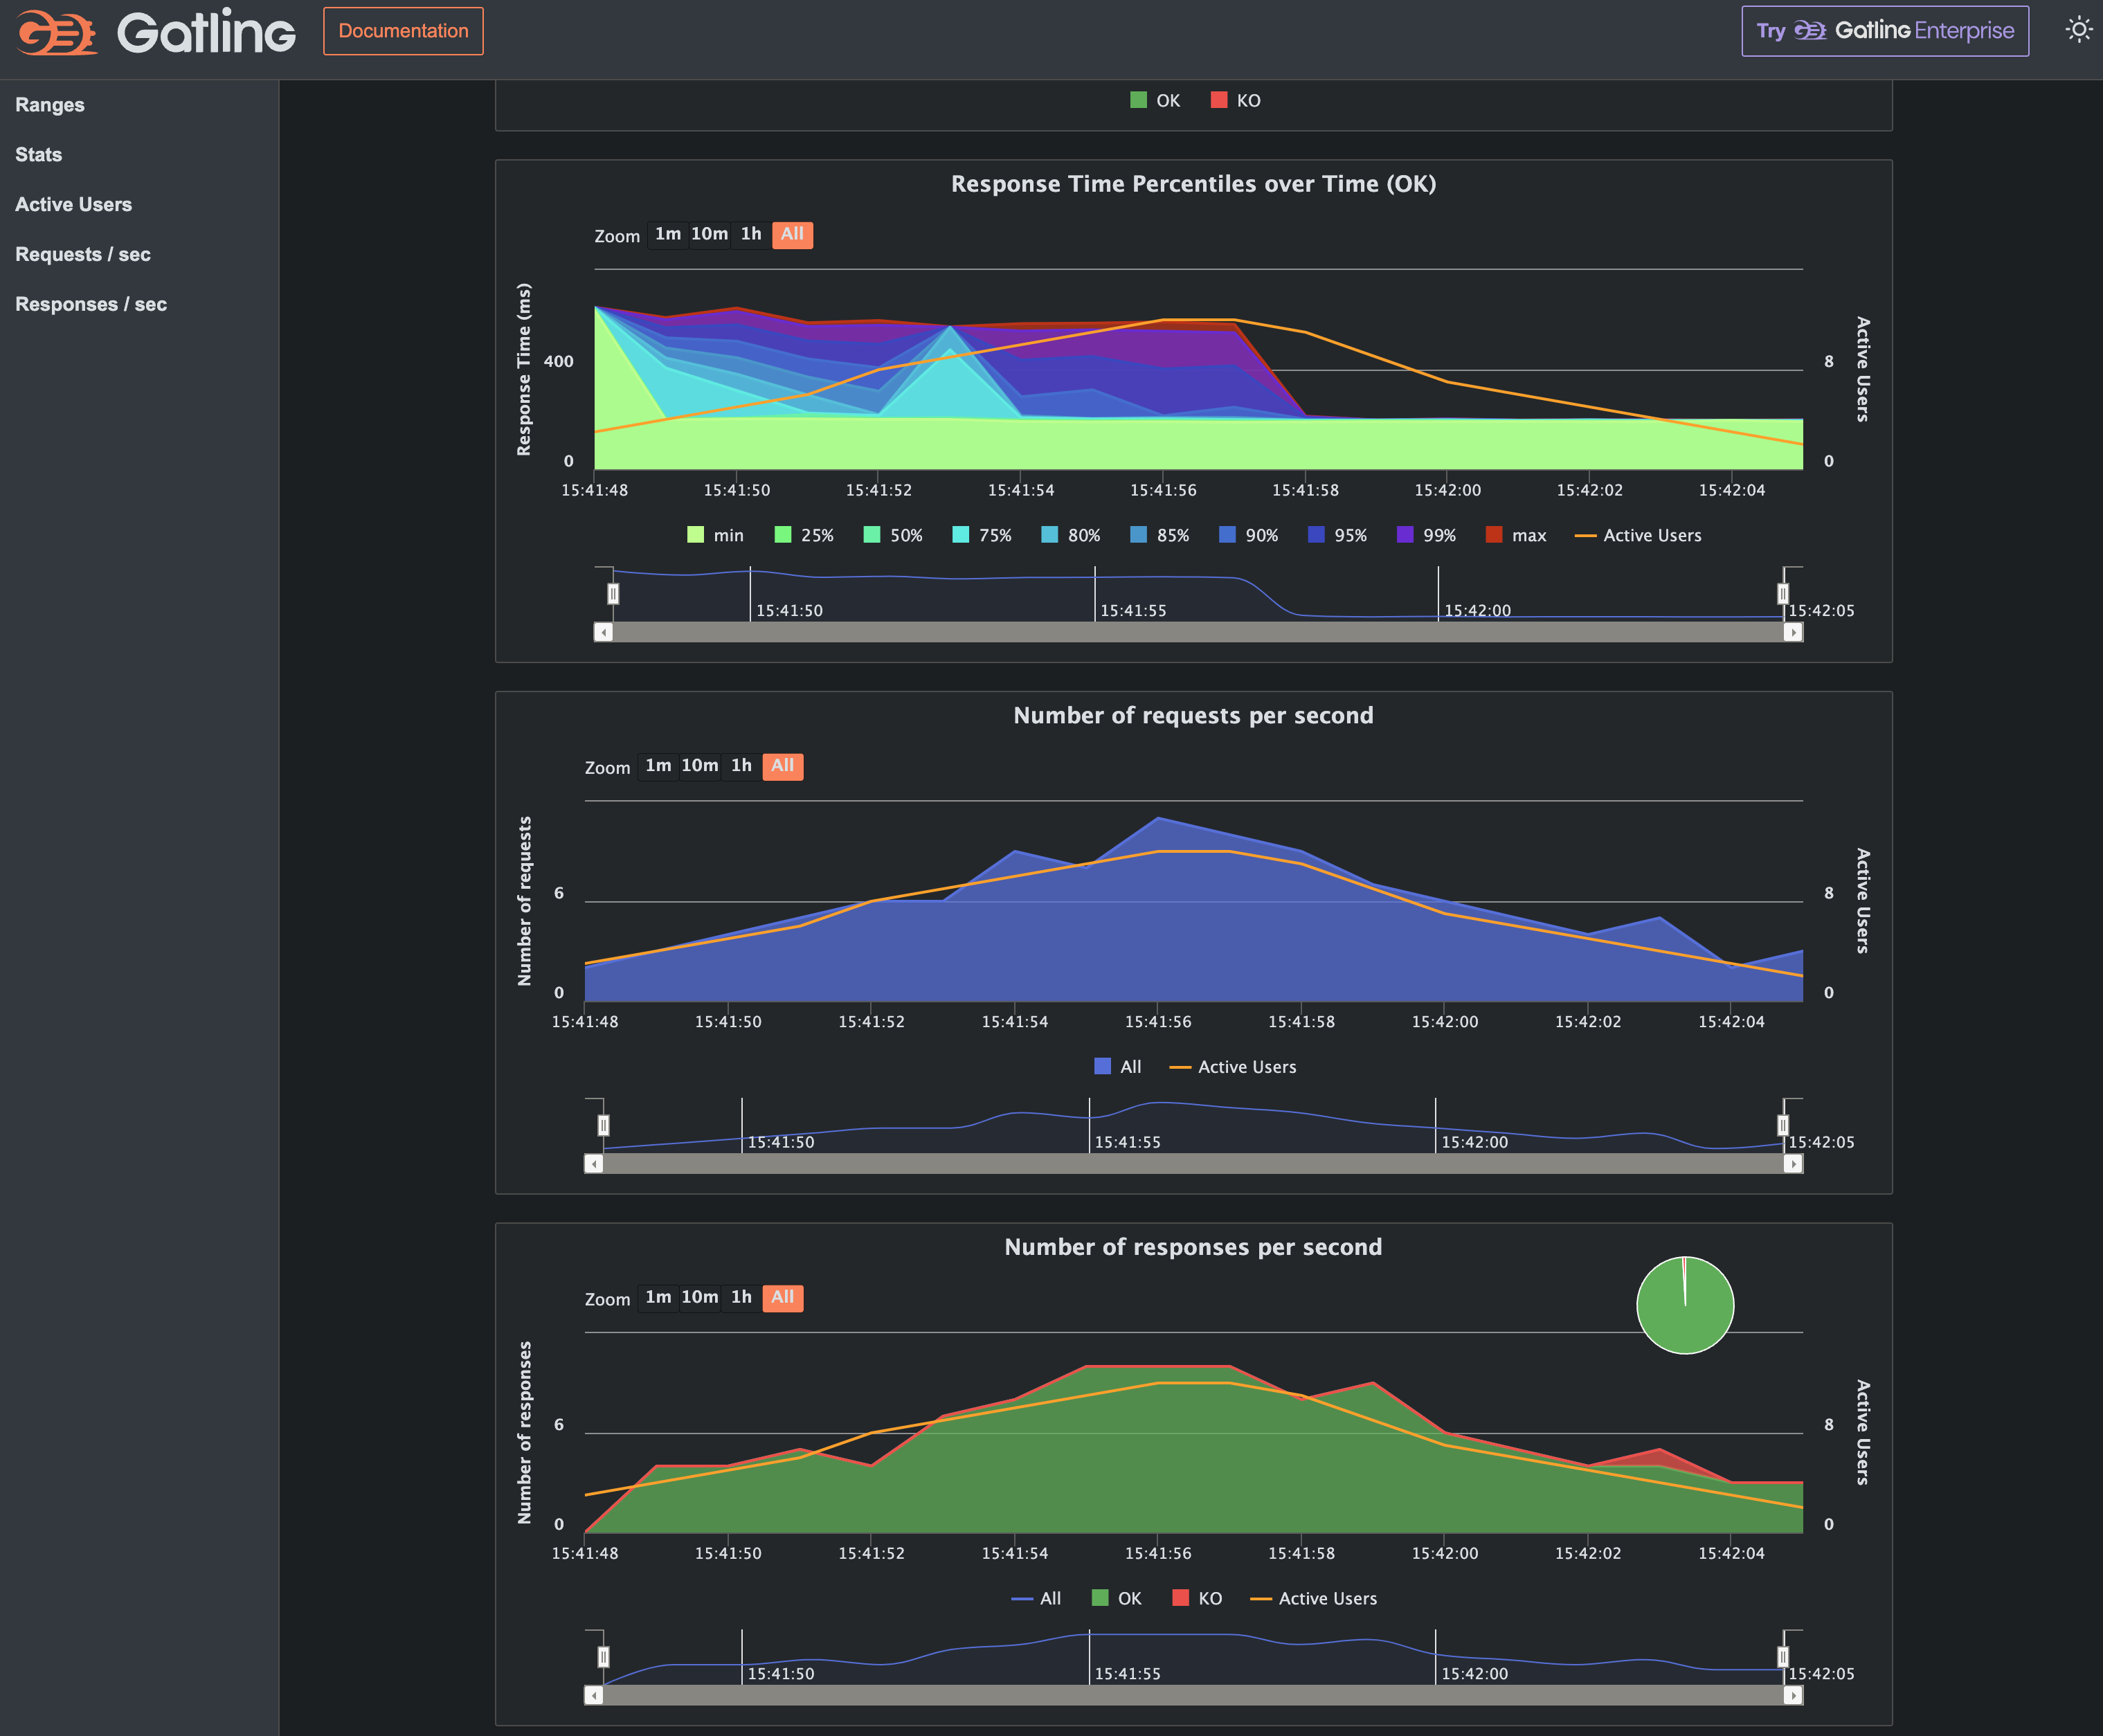 Gatling Documentation Try Gatling Enterprise
Ranges
Stats
Active Users
Requests / sec
Responses / sec
OK KO
Response Time Percentiles over Time (OK)
Zoom 1m 10m 1h All
Response Time (ms)
400
0
8
0
Active Users
15:41:48 15:41:50 15:41:52 15:41:54 15:41:56 15:41:58 15:42:00 15:42:02 15:42:04
min 25% 50% 75% 80% 85% 90% 95% 99% max Active Users
15:41:50 15:41:55 15:42:00 15:42:05
Number of requests per second
Zoom 1m 10m 1h All
Number of requests
6
0
8
0
Active Users
15:41:48 15:41:50 15:41:52 15:41:54 15:41:56 15:41:58 15:42:00 15:42:02 15:42:04
All Active Users
15:41:50 15:41:55 15:42:00 15:42:05
Number of responses per second
Zoom 1m 10m 1h All
Number of responses
6
0
8
0
Active Users
15:41:48 15:41:50 15:41:52 15:41:54 15:41:56 15:41:58 15:42:00 15:42:02 15:42:04
All OK KO Active Users
15:41:50 15:41:55 15:42:00 15:42:05